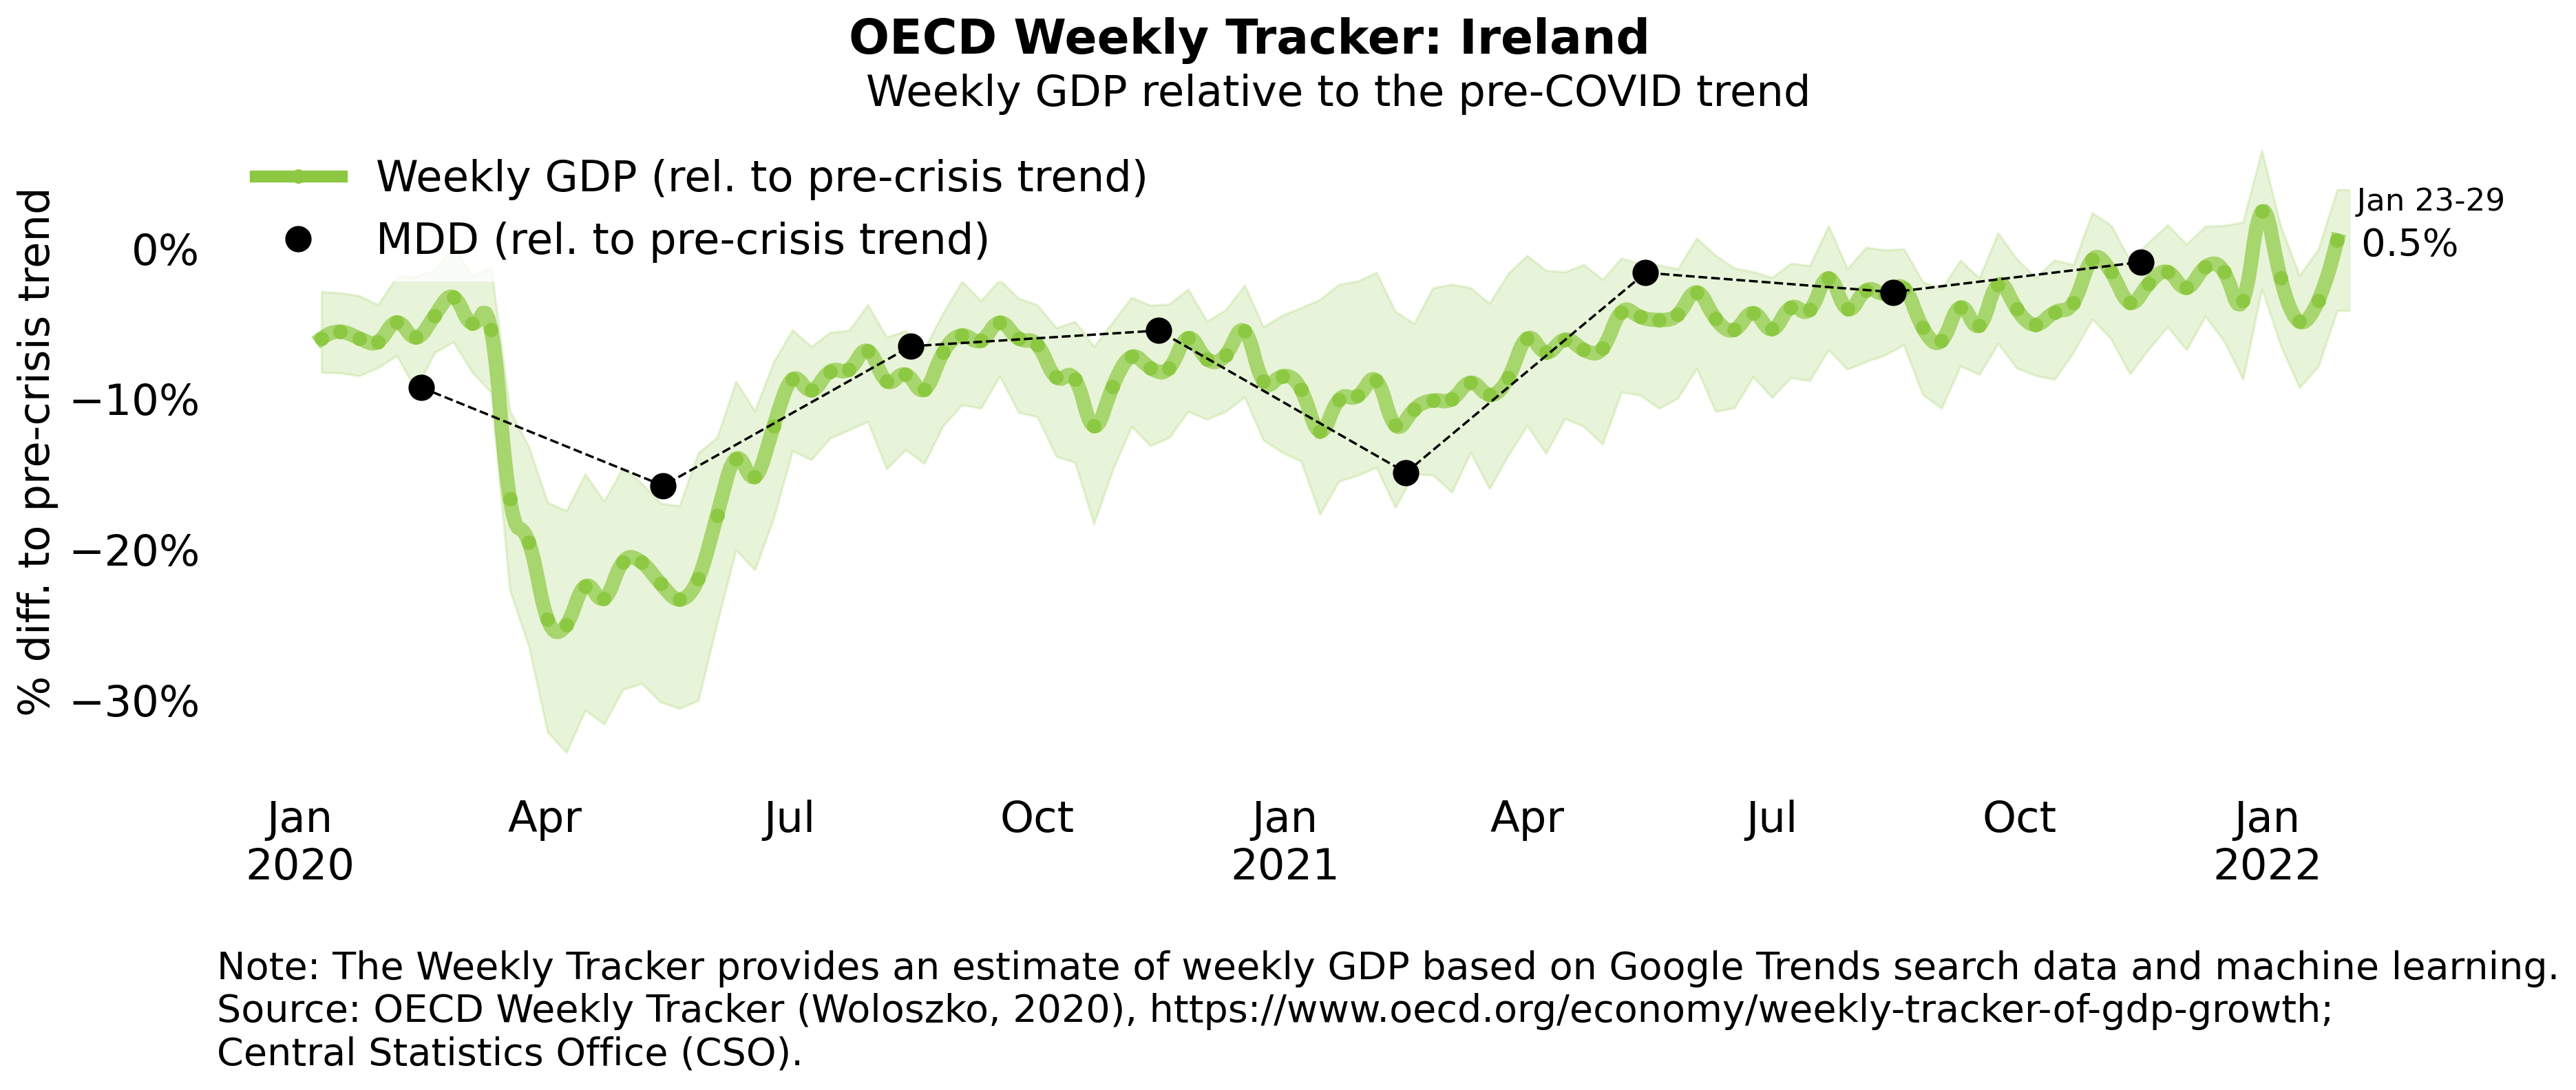 OECD Weekly Tracker: Ireland
Weekly GDP relative to the pre-COVID trend
Weekly GDP (rel. to pre-crisis trend)
MDD (rel. to pre-crisis trend)
% diff. to pre-crisis trend
0%
−10%
−20%
−30%
Jan 23-29
0.5%
Jan Apr Jul Oct Jan Apr Jul Oct Jan
2020 2021 2022
Note: The Weekly Tracker provides an estimate of weekly GDP based on Google Trends search data and machine learning.
Source: OECD Weekly Tracker (Woloszko, 2020), https://www.oecd.org/economy/weekly-tracker-of-gdp-growth;
Central Statistics Office (CSO).